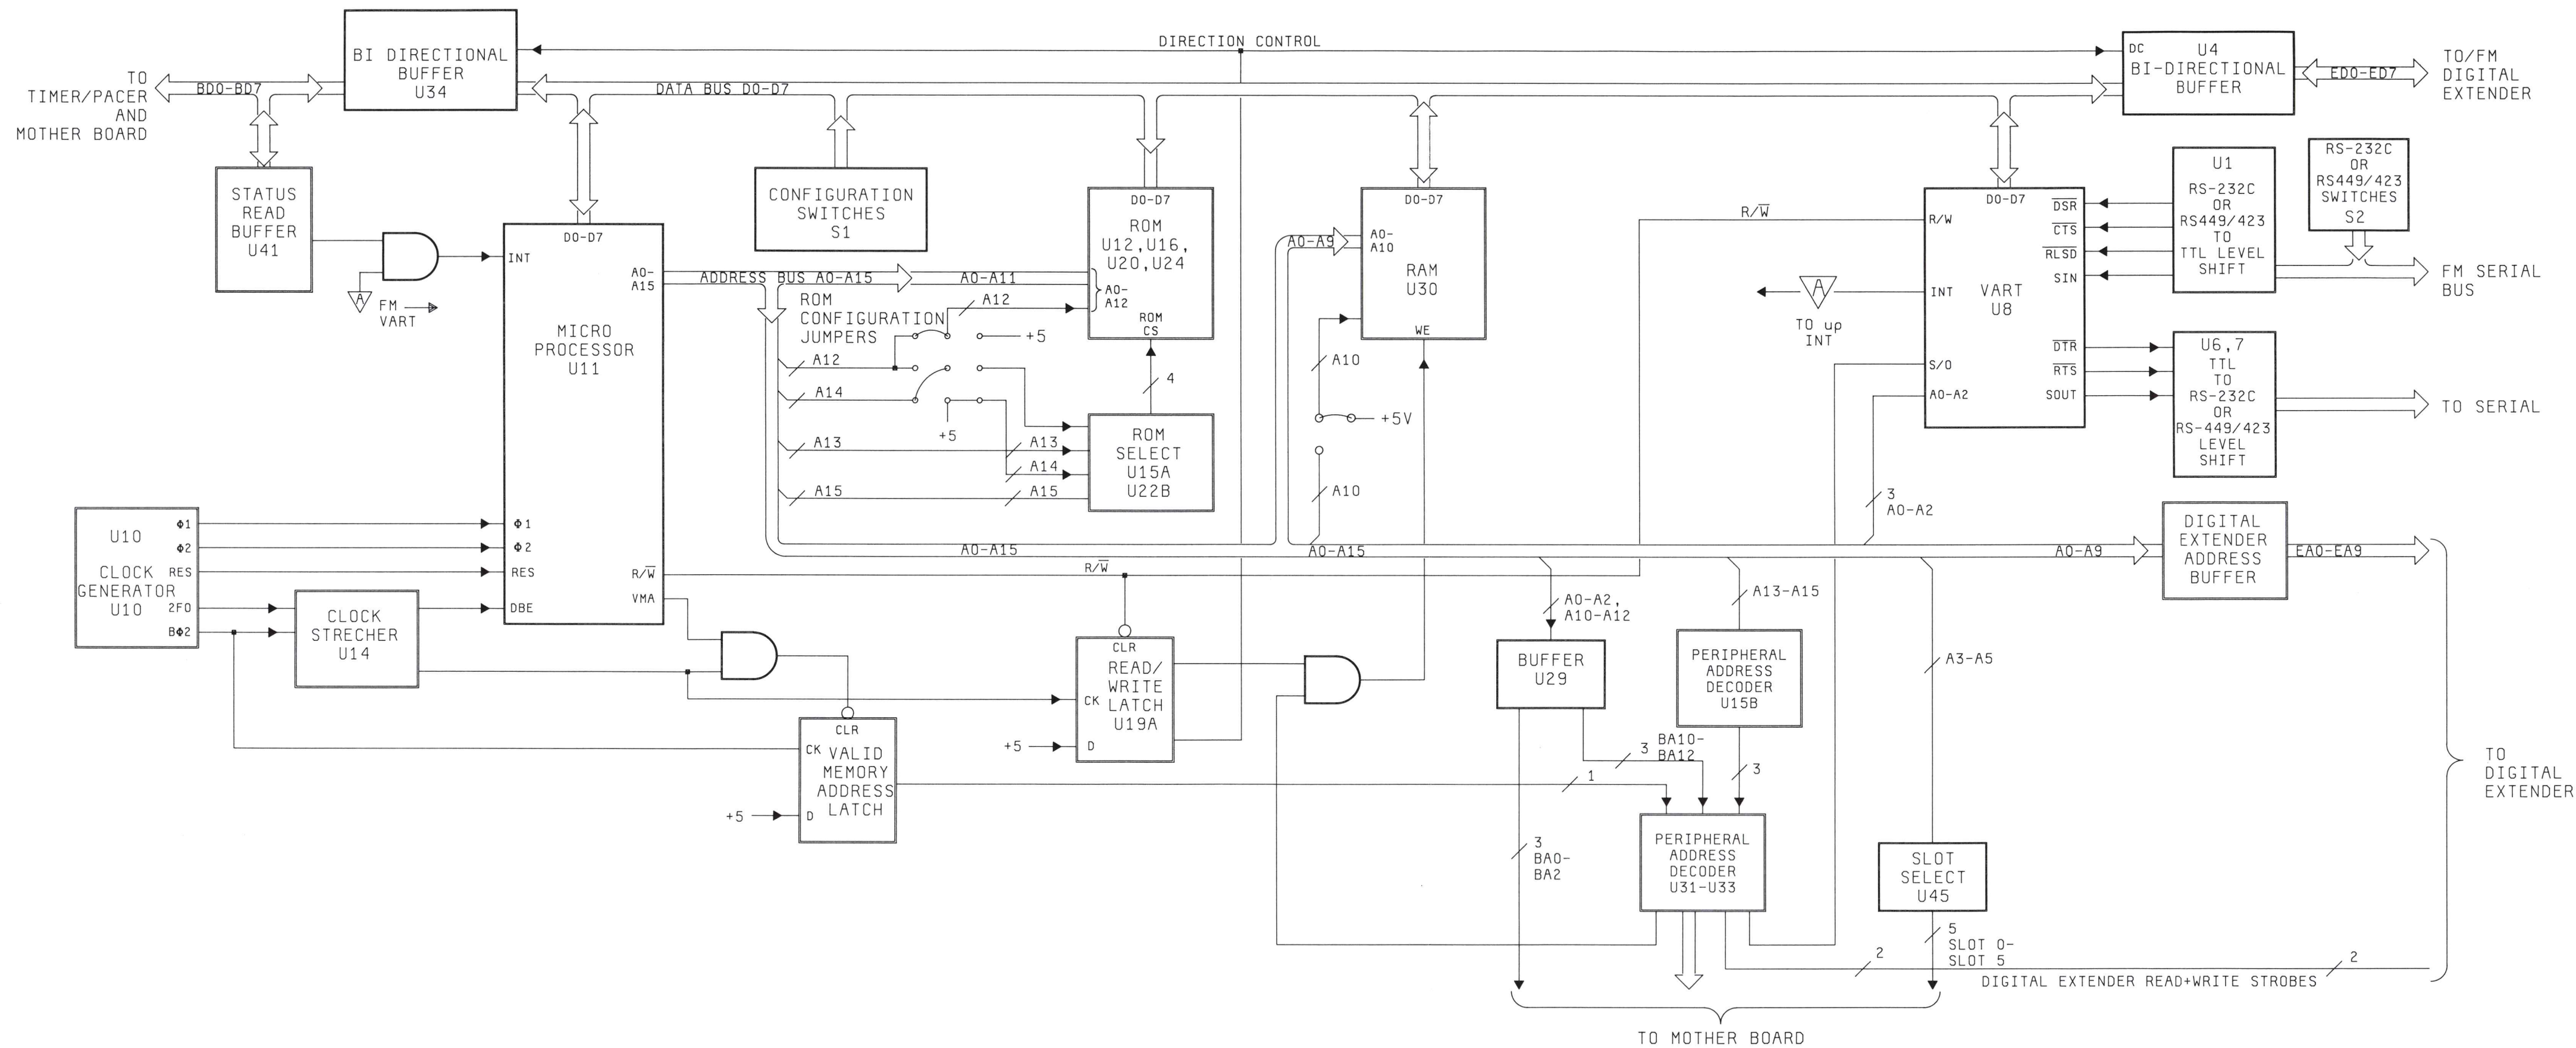 TO
TIMER/PACER
AND
MOTHER BOARD
BD0-BD7
BI DIRECTIONAL
BUFFER
U34
DIRECTION CONTROL
DATA BUS D0-D7
DC
U4
BI-DIRECTIONAL
BUFFER
ED0-ED7
TO/FM
DIGITAL
EXTENDER
STATUS
READ
BUFFER
U41
A
FM
VART
D0-D7
INT
A0-
A15
MICRO
PROCESSOR
U11
Φ1
Φ2
RES
DBE
R/W̅
VMA
CONFIGURATION
SWITCHES
S1
ADDRESS BUS A0-A15
A0-A11
D0-D7
ROM
U12,U16,
U20,U24
A0-
A12
ROM
CS
ROM
CONFIGURATION
JUMPERS
A12
+5
A12
A14
+5
4
A13
A13
A14
A15
A15
ROM
SELECT
U15A
U22B
D0-D7
A0-A9
A0-
A10
RAM
U30
WE
A10
+5V
A10
R/W̅
A
TO up
INT
D0-D7
R/W
INT
VART
U8
S/O
A0-A2
D̅S̅R̅
C̅T̅S̅
R̅L̅S̅D̅
SIN
D̅T̅R̅
R̅T̅S̅
SOUT
U1
RS-232C
OR
RS449/423
TO
TTL LEVEL
SHIFT
RS-232C
OR
RS449/423
SWITCHES
S2
FM SERIAL
BUS
U6,7
TTL
TO
RS-232C
OR
RS-449/423
LEVEL
SHIFT
TO SERIAL
3
A0-A2
U10
CLOCK
GENERATOR
U10
Φ1
Φ2
RES
2F0
BΦ2
CLOCK
STRECHER
U14
A0-A15
A0-A15
A0-A9
DIGITAL
EXTENDER
ADDRESS
BUFFER
EA0-EA9
R/W̅
CLR
READ/
WRITE
LATCH
U19A
CK
+5
D
CLR
CK
VALID
MEMORY
ADDRESS
LATCH
+5
D
A0-A2,
A10-A12
BUFFER
U29
A13-A15
PERIPHERAL
ADDRESS
DECODER
U15B
A3-A5
3
BA10-
BA12
3
1
3
BA0-
BA2
PERIPHERAL
ADDRESS
DECODER
U31-U33
SLOT
SELECT
U45
5
SLOT 0-
SLOT 5
2
2
DIGITAL EXTENDER READ+WRITE STROBES
TO
DIGITAL
EXTENDER
TO MOTHER BOARD